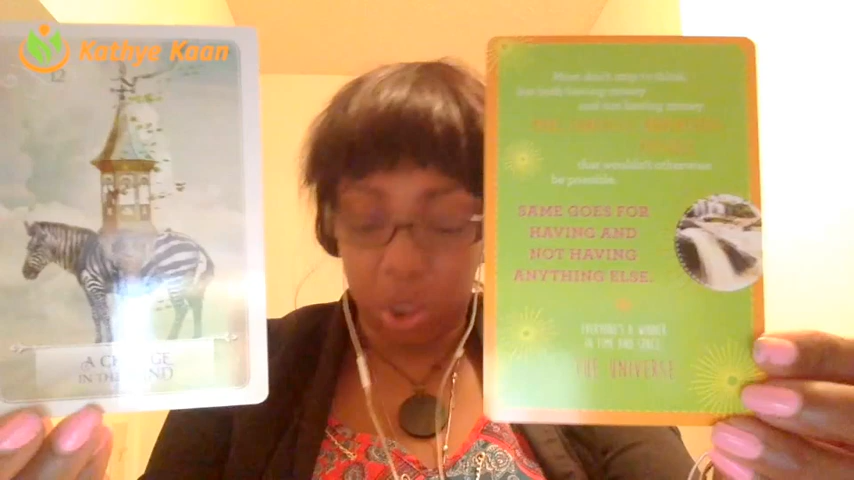 Kathye Kaan
12
A CHANGE
IN THE WIND
Most don't stop to think,
but both having money
and not having money
that wouldn't otherwise
be possible.
SAME GOES FOR
HAVING AND
NOT HAVING
ANYTHING ELSE.
EVERYONE'S A WINNER
IN TIME AND SPACE
THE UNIVERSE